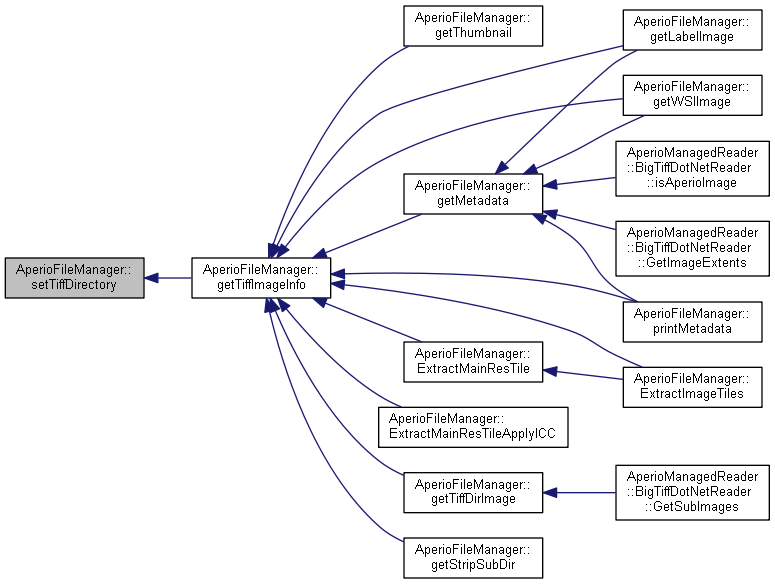 AperioFileManager::
getThumbnail
AperioFileManager::
getLabelImage
AperioFileManager::
getWSIImage
AperioManagedReader
::BigTiffDotNetReader
::isAperioImage
AperioFileManager::
getMetadata
AperioManagedReader
::BigTiffDotNetReader
::GetImageExtents
AperioFileManager::
setTiffDirectory
AperioFileManager::
getTiffImageInfo
AperioFileManager::
printMetadata
AperioFileManager::
ExtractMainResTile
AperioFileManager::
ExtractImageTiles
AperioFileManager::
ExtractMainResTileApplyICC
AperioFileManager::
getTiffDirImage
AperioManagedReader
::BigTiffDotNetReader
::GetSubImages
AperioFileManager::
getStripSubDir